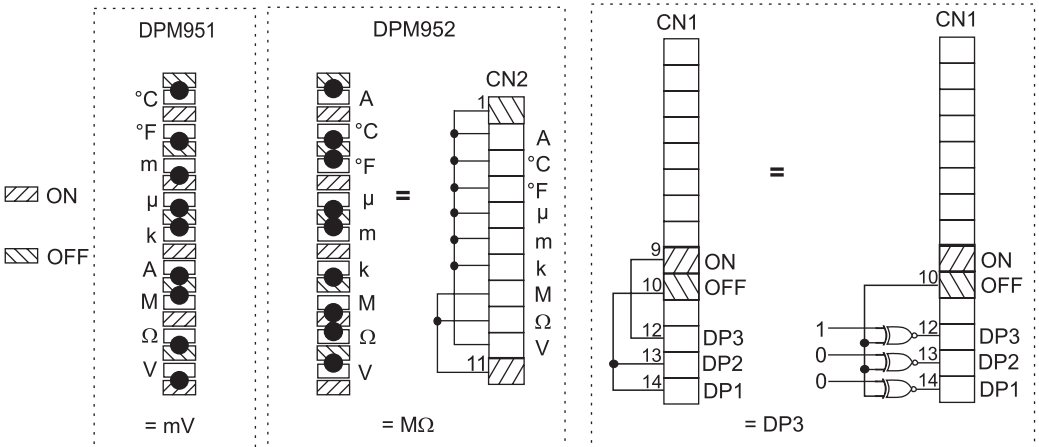 DPM951
°C
°F
m
μ
k
A
M
Ω
V
= mV
ON
OFF
DPM952
A
°C
°F
μ
m
k
M
Ω
V
=
CN2
1
A
°C
°F
μ
m
k
M
Ω
V
11
= MΩ
CN1
9
ON
10
OFF
12
DP3
13
DP2
14
DP1
=
CN1
ON
10
OFF
1
12
DP3
0
13
DP2
0
14
DP1
= DP3